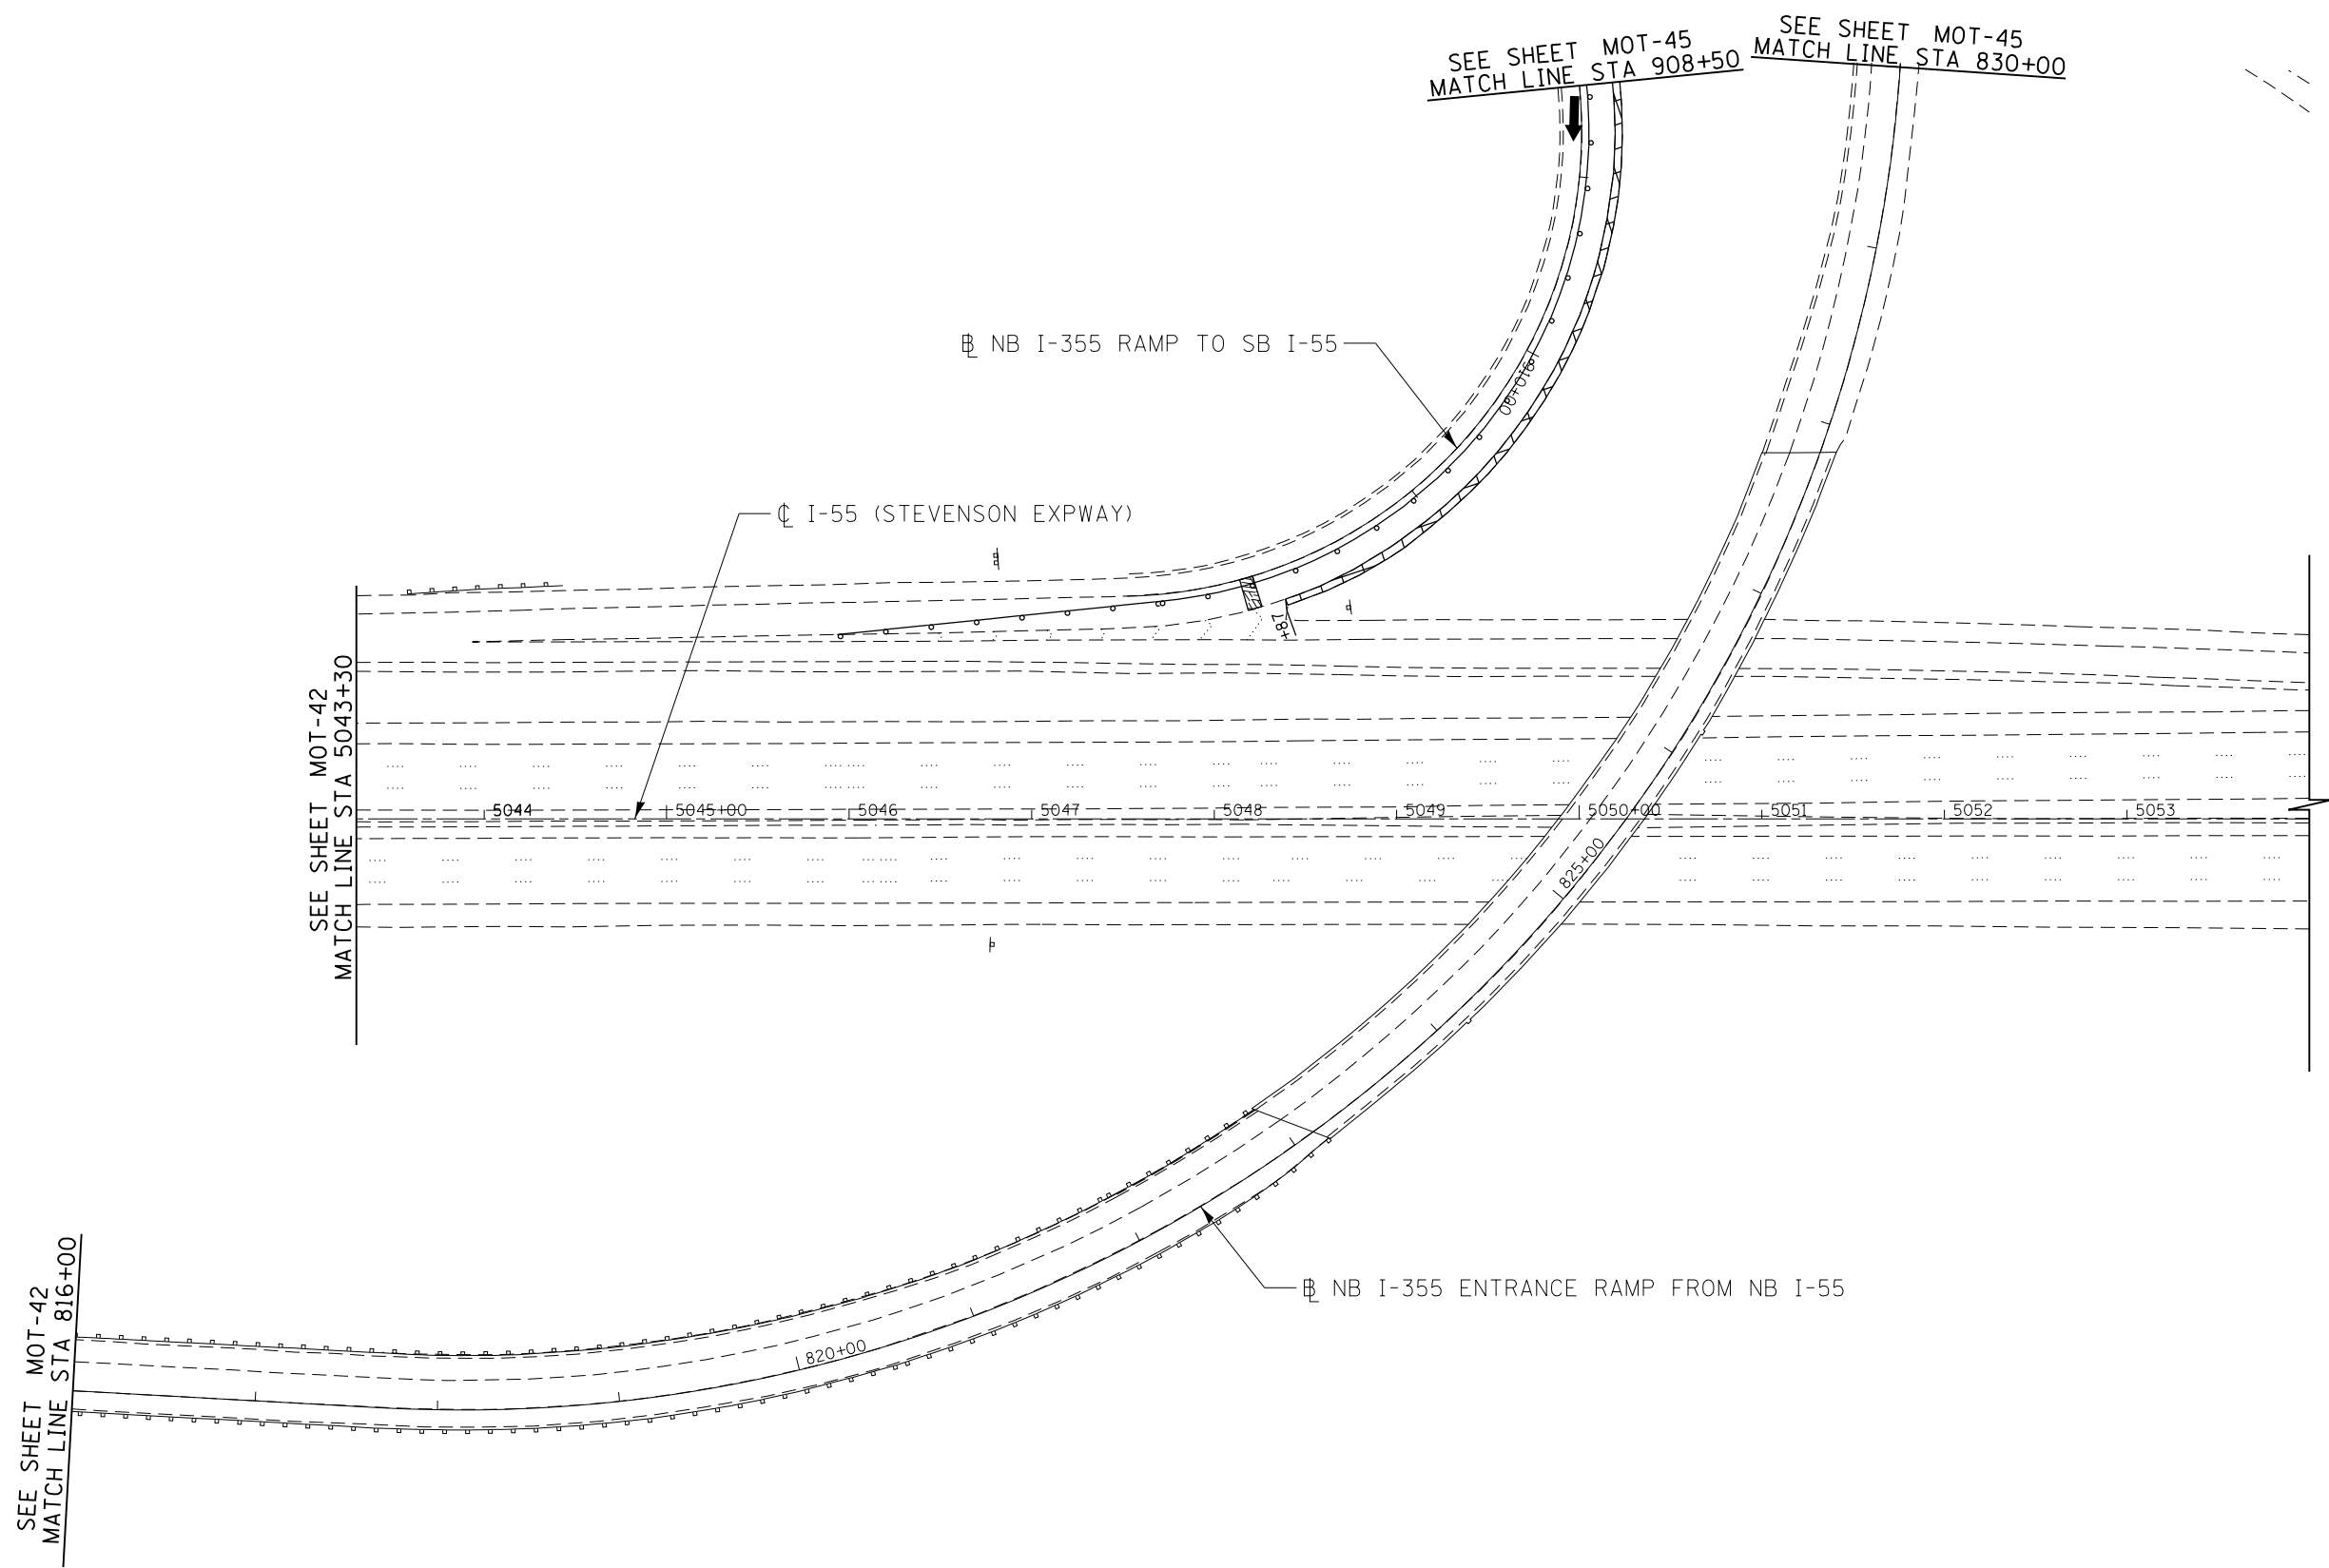 SEE SHEET MOT-45
MATCH LINE STA 908+50
SEE SHEET MOT-45
MATCH LINE STA 830+00
℔ NB I-355 RAMP TO SB I-55
910+00
℄ I-55 (STEVENSON EXPWAY)
+87
SEE SHEET MOT-42
MATCH LINE STA 5043+30
5044
5045+00
5046
5047
5048
5049
5050+00
5051
5052
5053
825+00
℔ NB I-355 ENTRANCE RAMP FROM NB I-55
820+00
SEE SHEET MOT-42
MATCH LINE STA 816+00